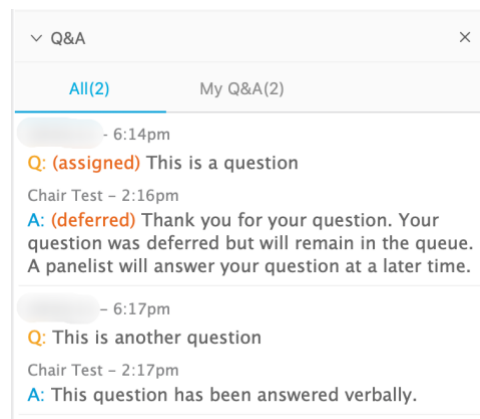 Q&A
All(2) My Q&A(2)
- 6:14pm
Q: (assigned) This is a question
Chair Test – 2:16pm
A: (deferred) Thank you for your question. Your
question was deferred but will remain in the queue.
A panelist will answer your question at a later time.
– 6:17pm
Q: This is another question
Chair Test – 2:17pm
A: This question has been answered verbally.